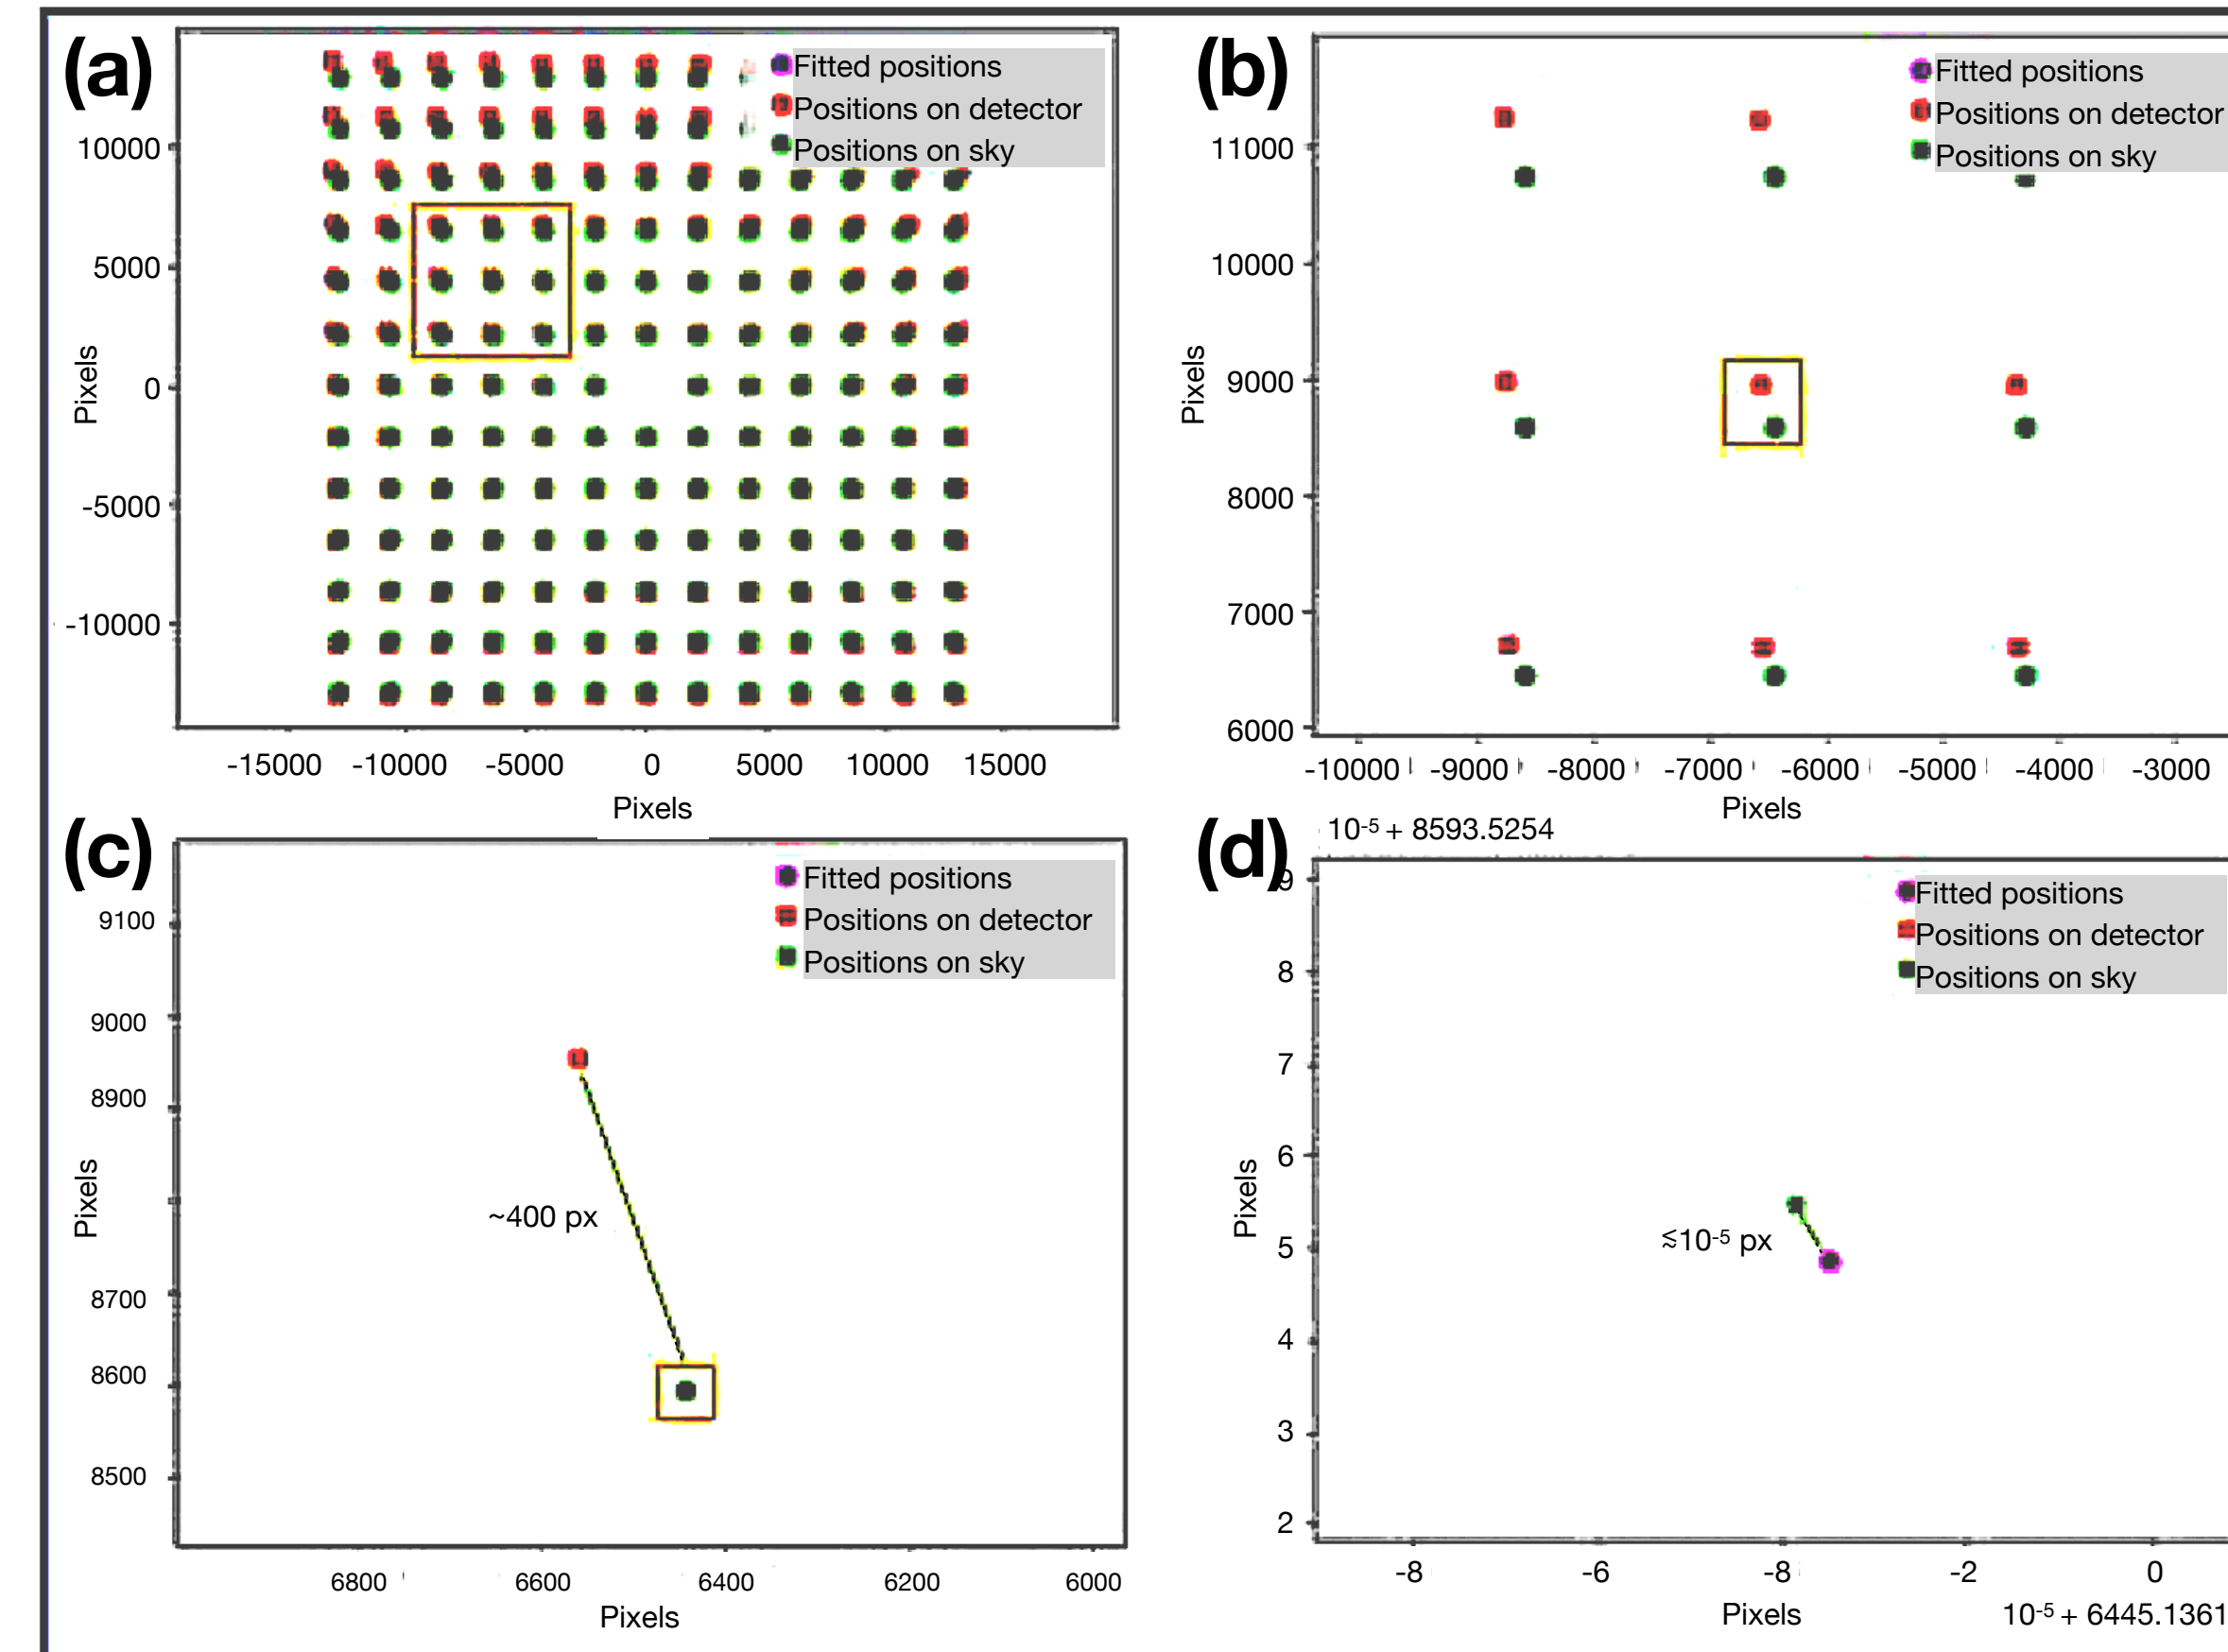 (a)
Fitted positions
Positions on detector
Positions on sky
10000
5000
0
-5000
-10000
Pixels
-15000 -10000 -5000 0 5000 10000 15000
Pixels
(b)
Fitted positions
Positions on detector
Positions on sky
11000
10000
9000
8000
7000
6000
Pixels
-10000 -9000 -8000 -7000 -6000 -5000 -4000 -3000
Pixels
(c)
Fitted positions
Positions on detector
Positions on sky
9100
9000
8900
8700
8600
8500
Pixels
~400 px
6800 6600 6400 6200 6000
Pixels
(d)
10-5 + 8593.5254
Fitted positions
Positions on detector
Positions on sky
9
8
7
6
5
4
3
2
Pixels
≲10-5 px
-8 -6 -8 -2 0
Pixels
10-5 + 6445.1361